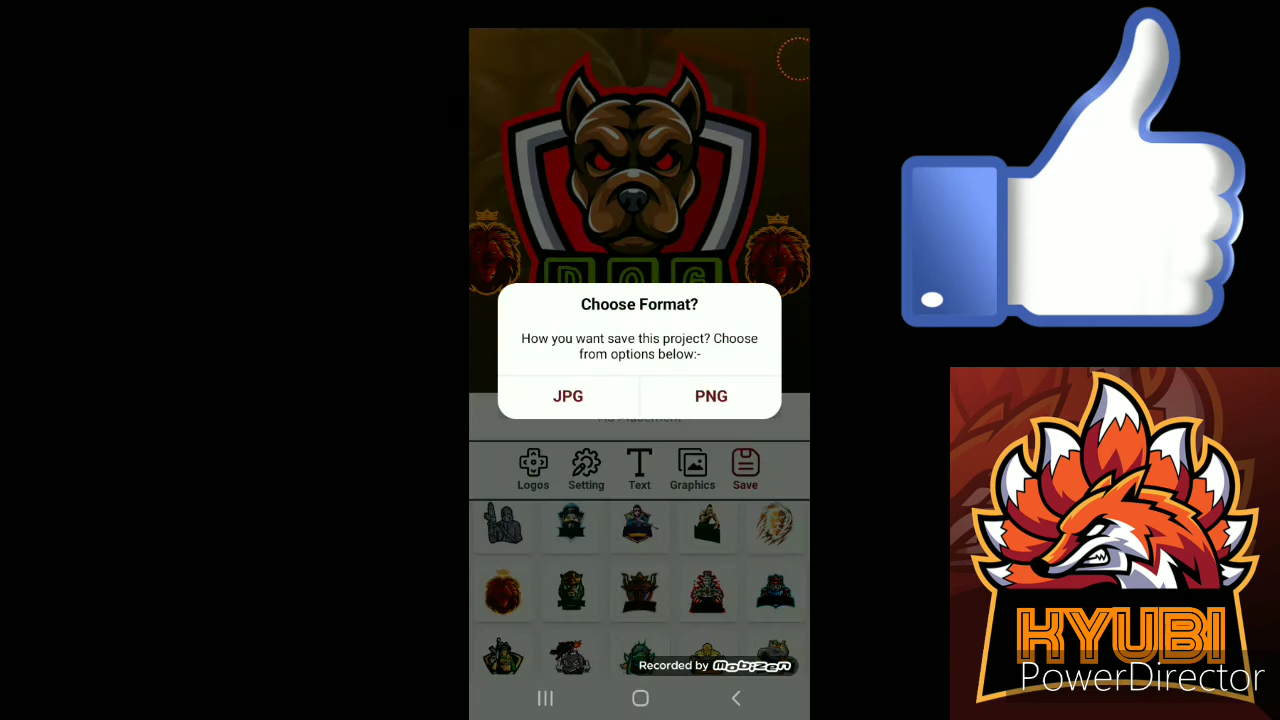 DOG
Choose Format?
How you want save this project? Choose
from options below:-
JPG PNG
Logos Setting Text Graphics Save
Recorded by Mobizen
KYUBI
PowerDirector